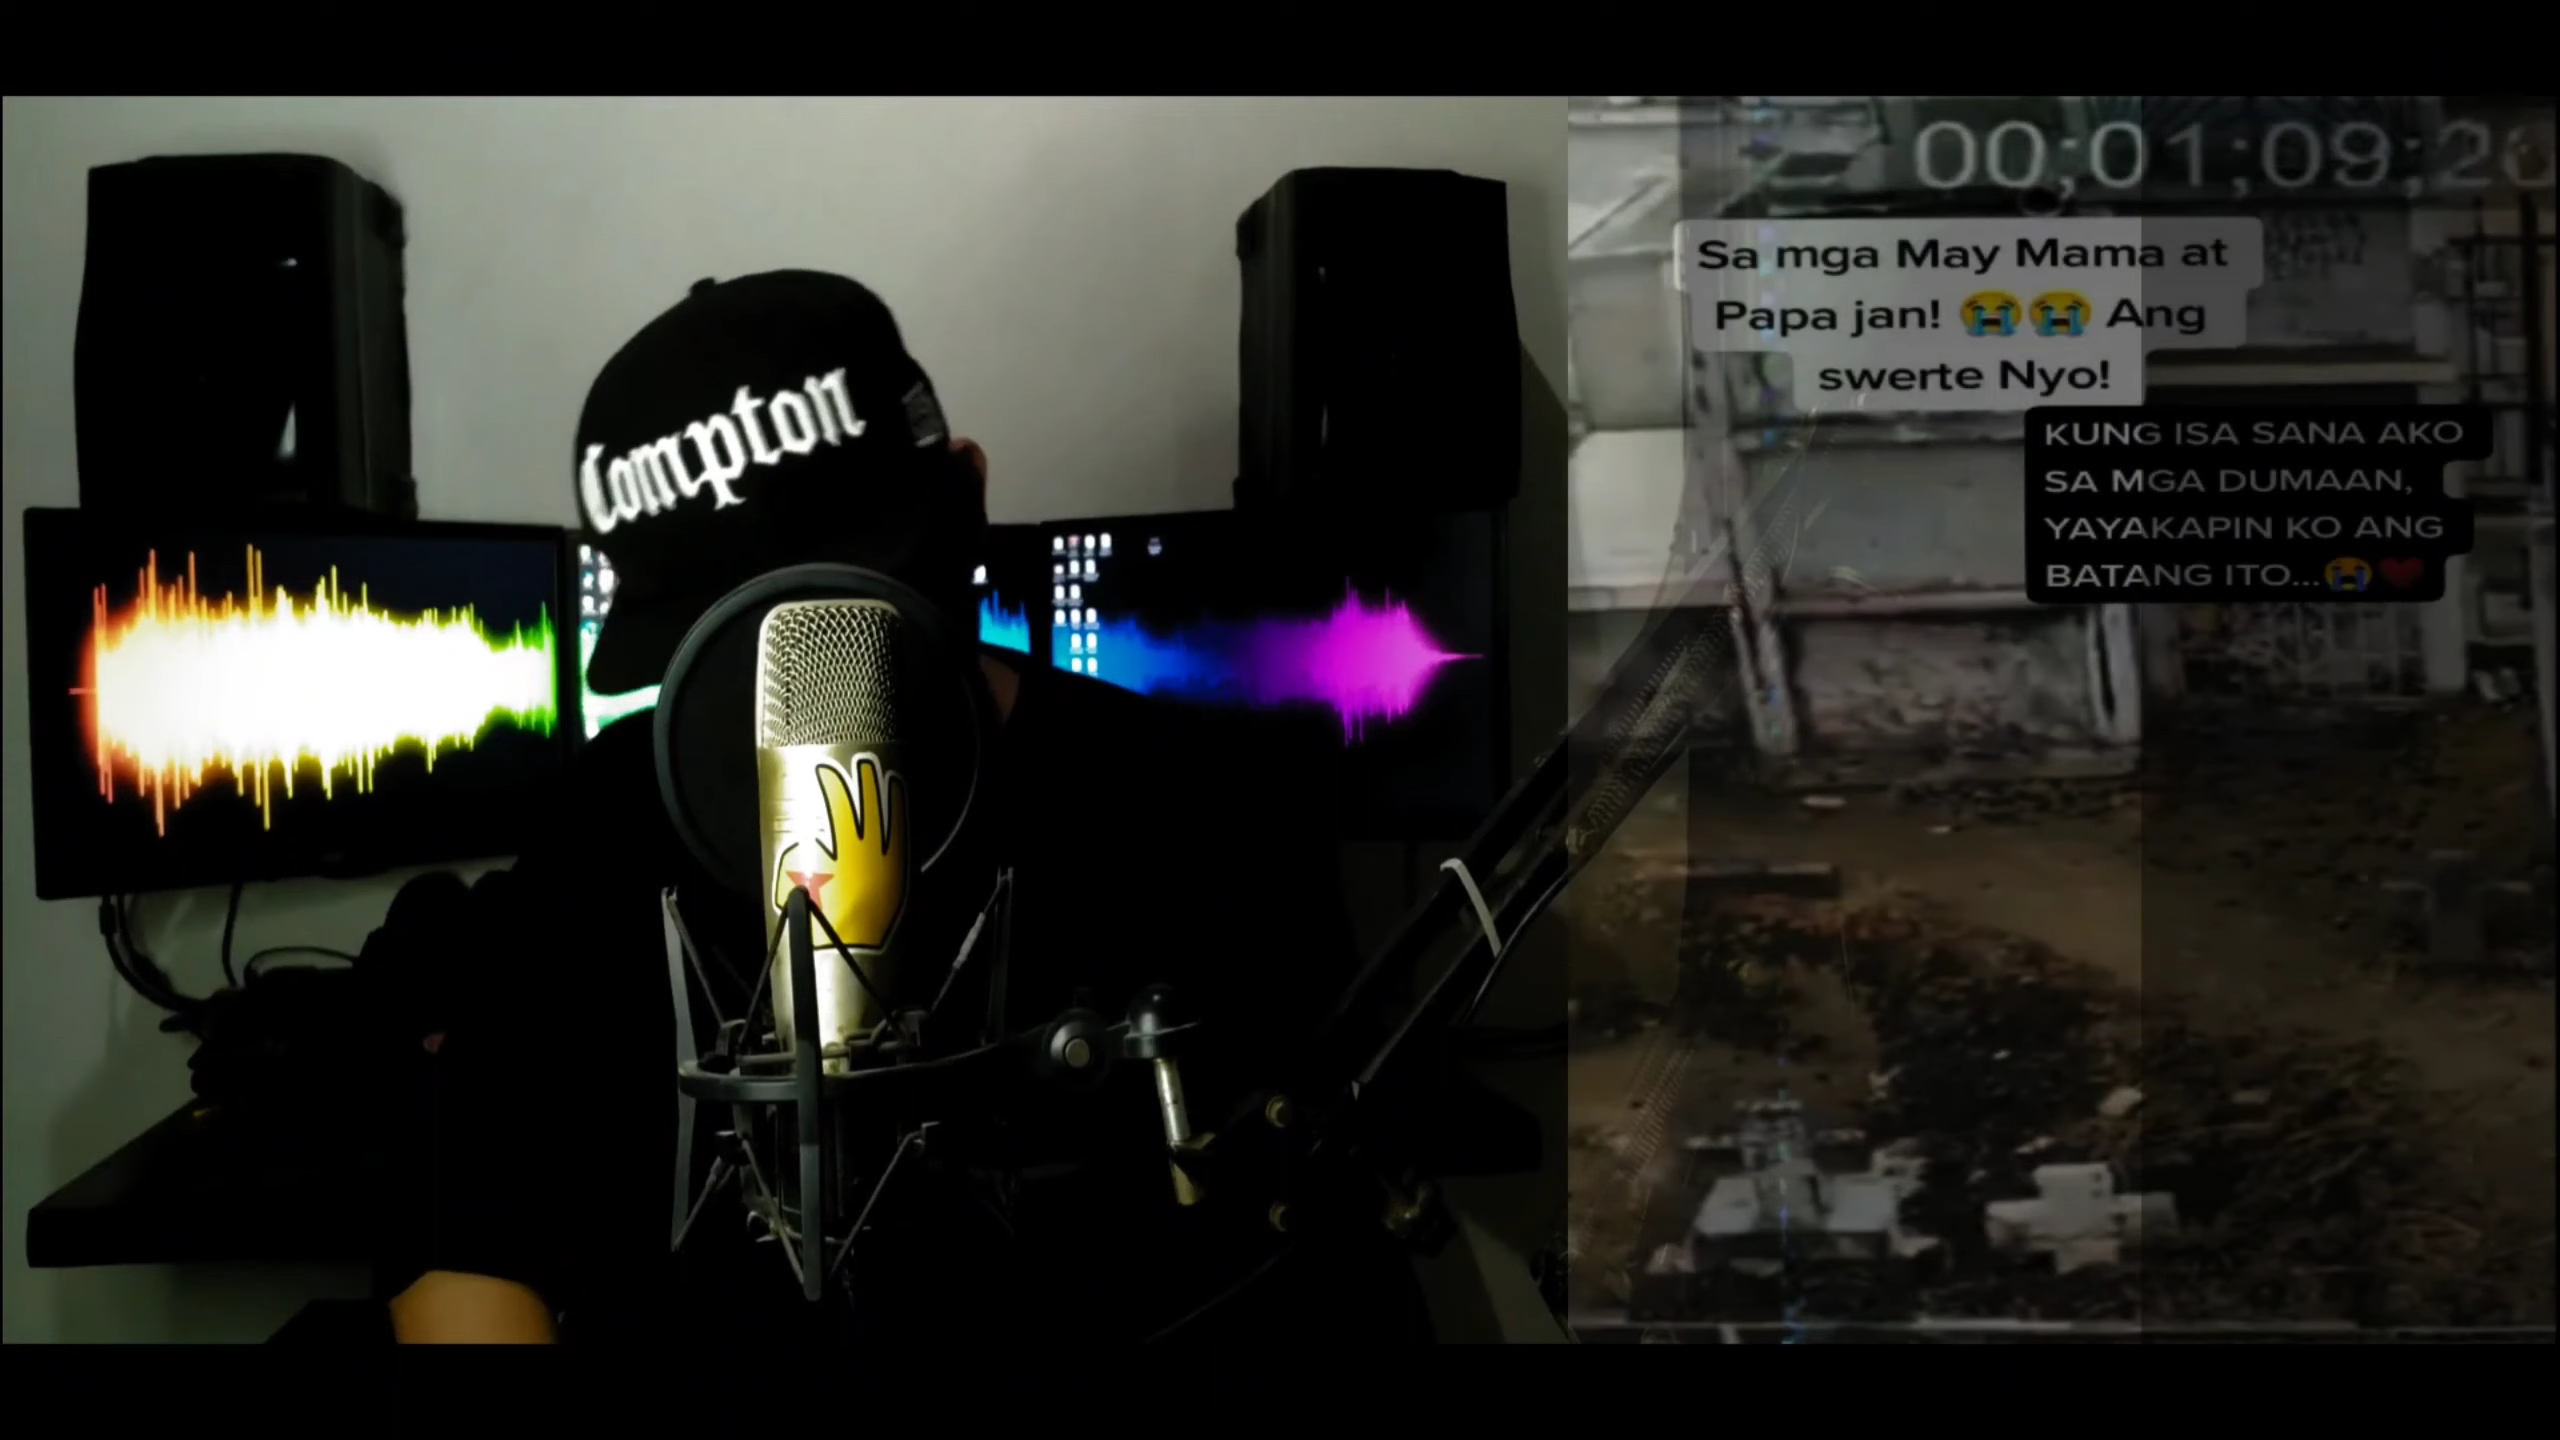 Compton
00;01;09;26
Sa mga May Mama at
Papa jan! 😭😭 Ang
swerte Nyo!
KUNG ISA SANA AKO
SA MGA DUMAAN,
YAYAKAPIN KO ANG
BATANG ITO...😭❤